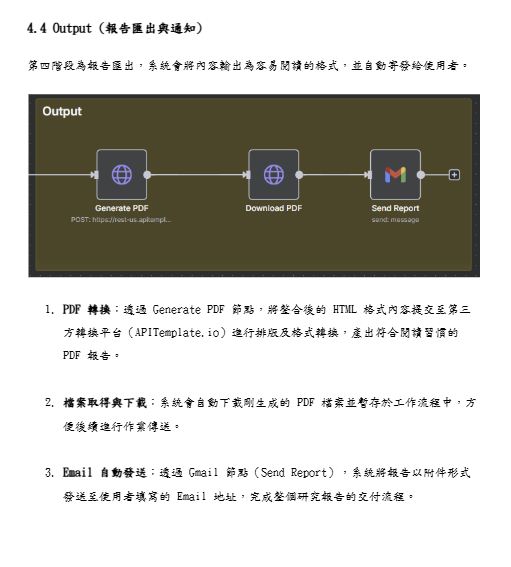 4.4 Output（報告匯出與通知）
第四階段為報告匯出，系統會將內容輸出為容易閱讀的格式，並自動寄發給使用者。
Output
Generate PDF
POST: https://rest-us.apitempl...
Download PDF
Send Report
send: message
1. PDF 轉換：透過 Generate PDF 節點，將整合後的 HTML 格式內容提交至第三
方轉換平台（APITemplate.io）進行排版及格式轉換，產出符合閱讀習慣的
PDF 報告。
2. 檔案取得與下載：系統會自動下載剛生成的 PDF 檔案並暫存於工作流程中，方
便後續進行作業傳送。
3. Email 自動發送：透過 Gmail 節點（Send Report），系統將報告以附件形式
發送至使用者填寫的 Email 地址，完成整個研究報告的交付流程。